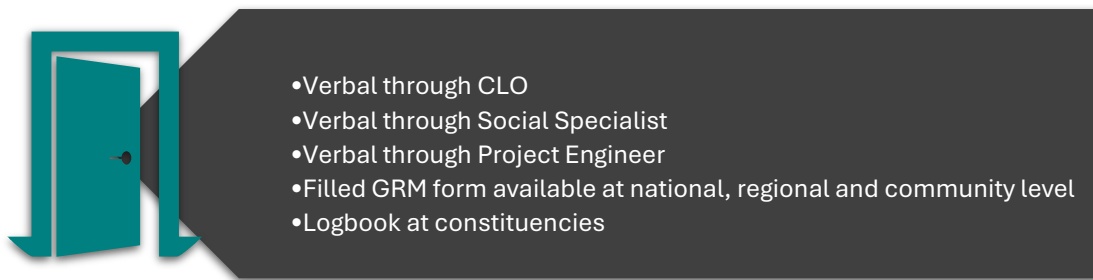 •Verbal through CLO
•Verbal through Social Specialist
•Verbal through Project Engineer
•Filled GRM form available at national, regional and community level
•Logbook at constituencies